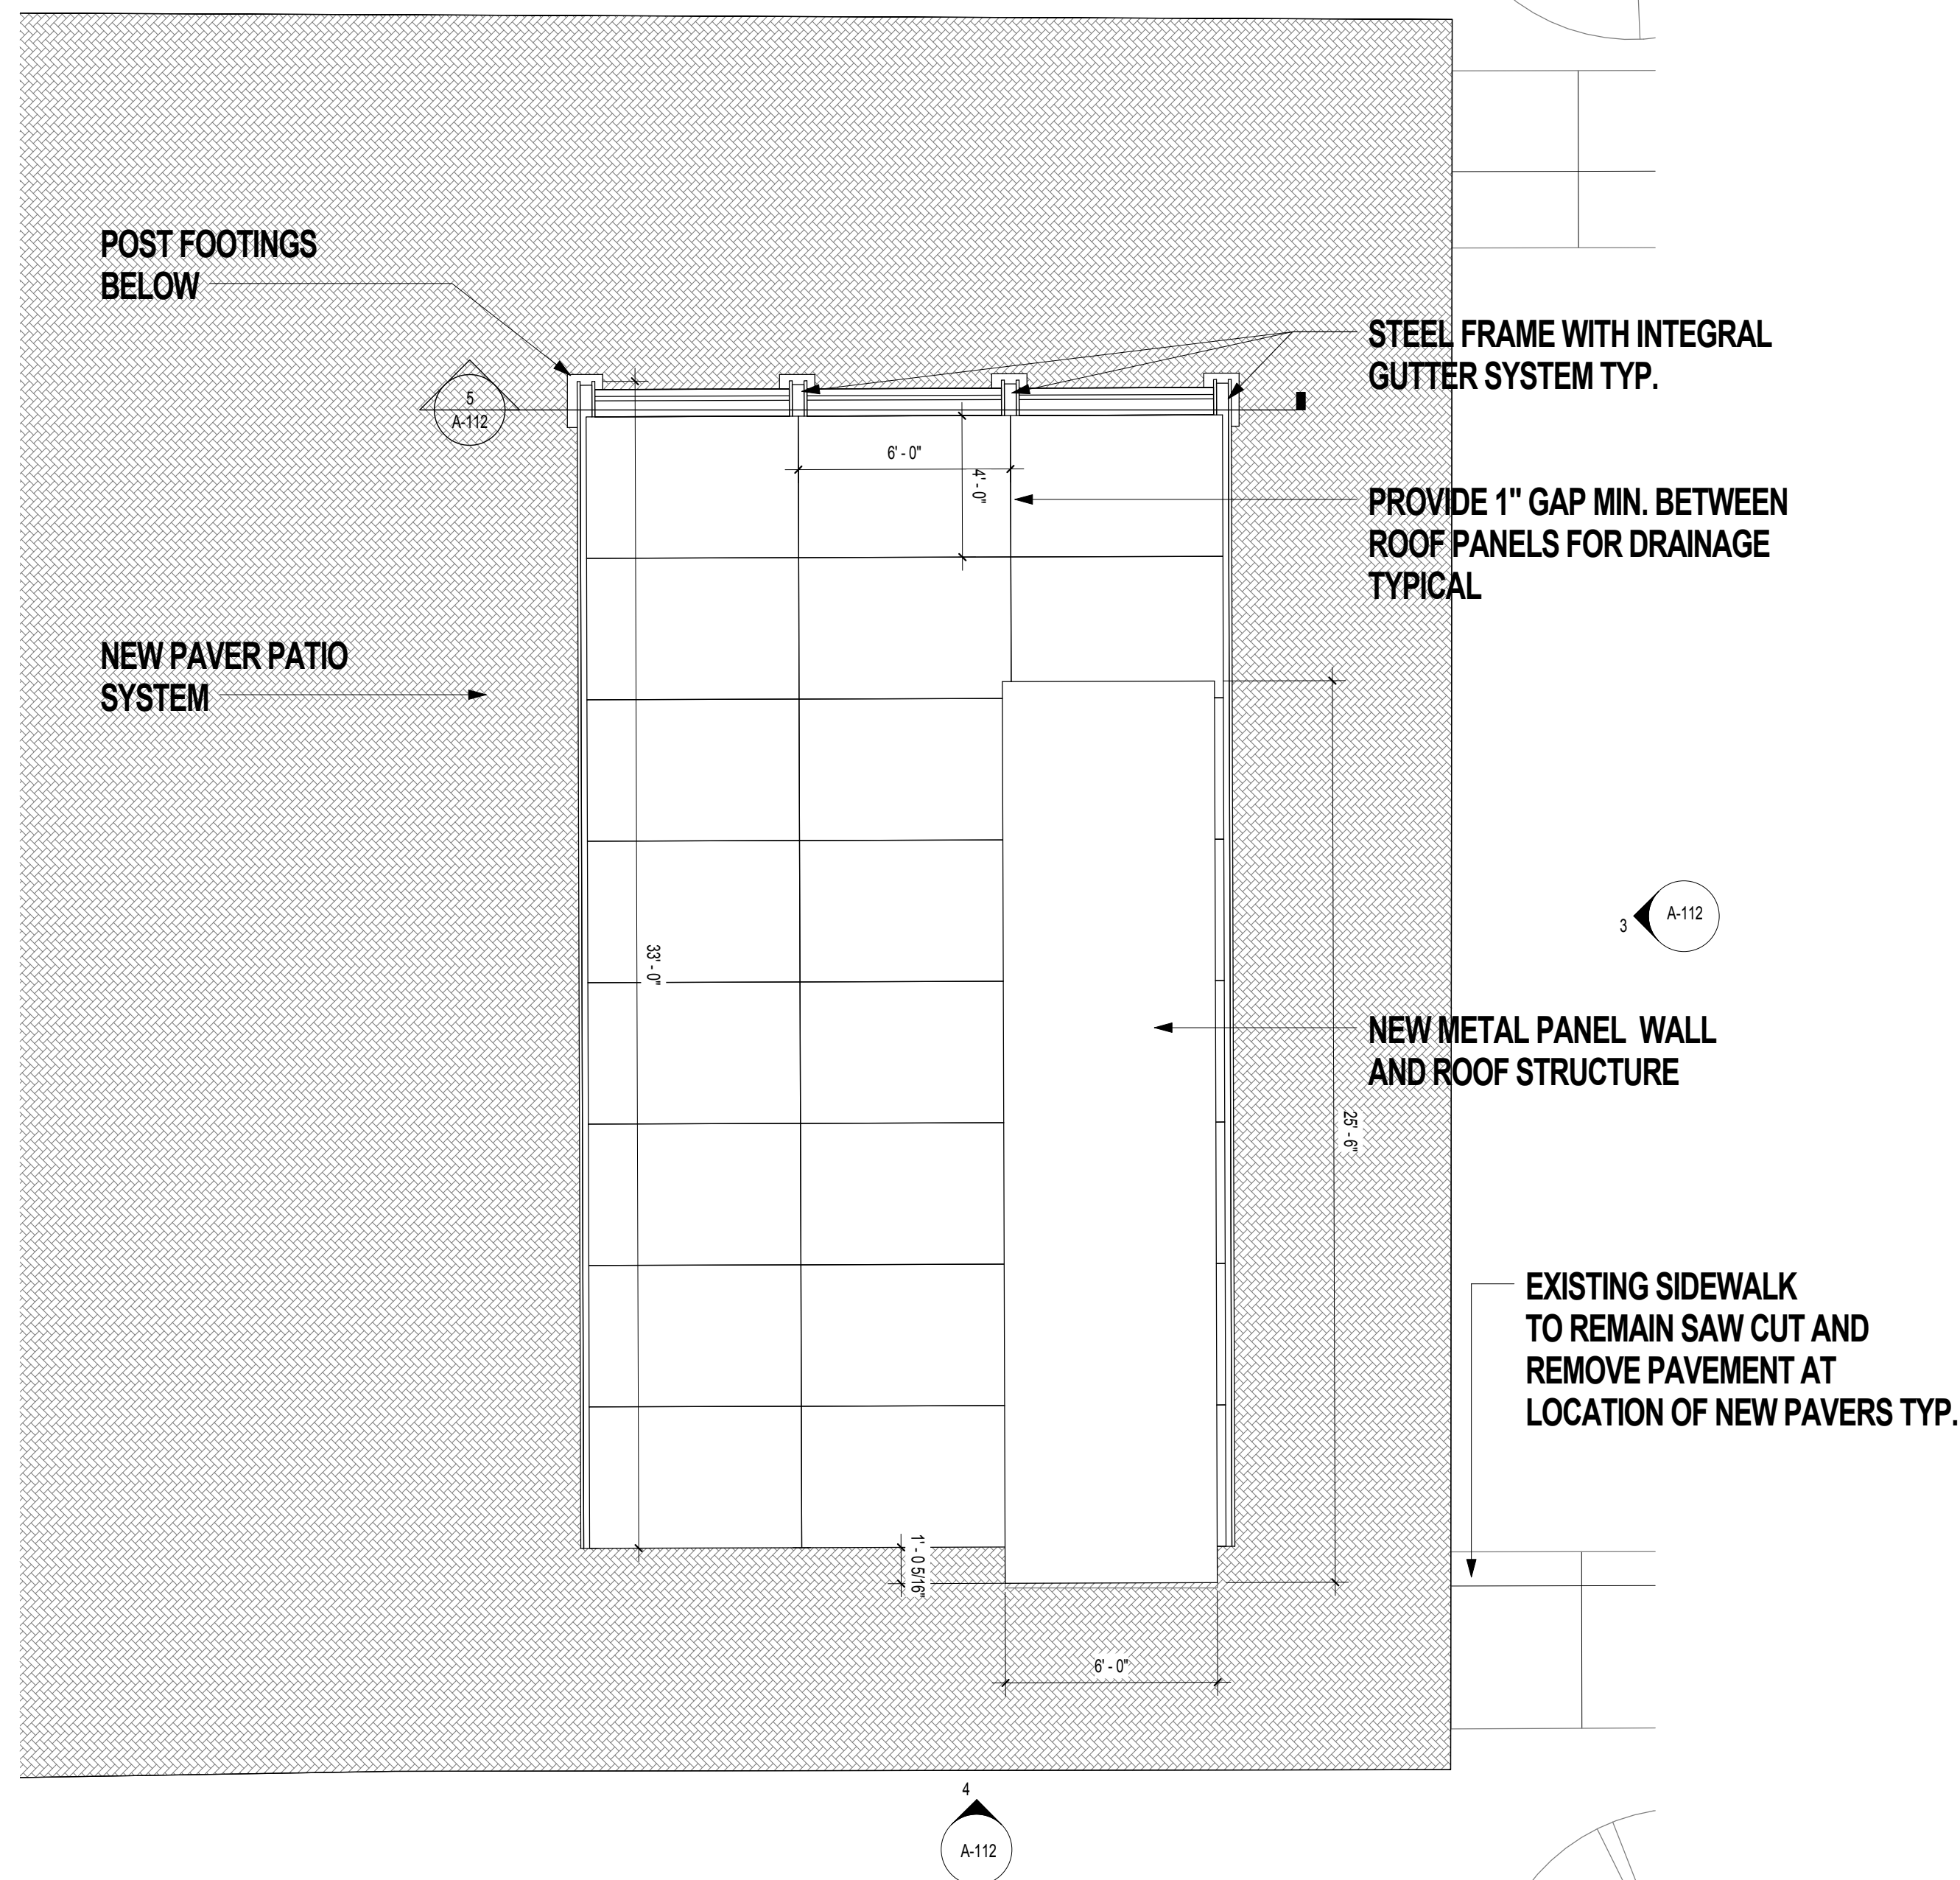 POST FOOTINGS
BELOW
STEEL FRAME WITH INTEGRAL
GUTTER SYSTEM TYP.
5
A-112
6' - 0"
4' - 0"
PROVIDE 1" GAP MIN. BETWEEN
ROOF PANELS FOR DRAINAGE
TYPICAL
NEW PAVER PATIO
SYSTEM
3
A-112
33' - 0"
NEW METAL PANEL  WALL
AND ROOF STRUCTURE
25' - 6"
EXISTING SIDEWALK
TO REMAIN SAW CUT AND
REMOVE PAVEMENT AT
LOCATION OF NEW PAVERS TYP.
1' - 0 5/16"
6' - 0"
4
A-112